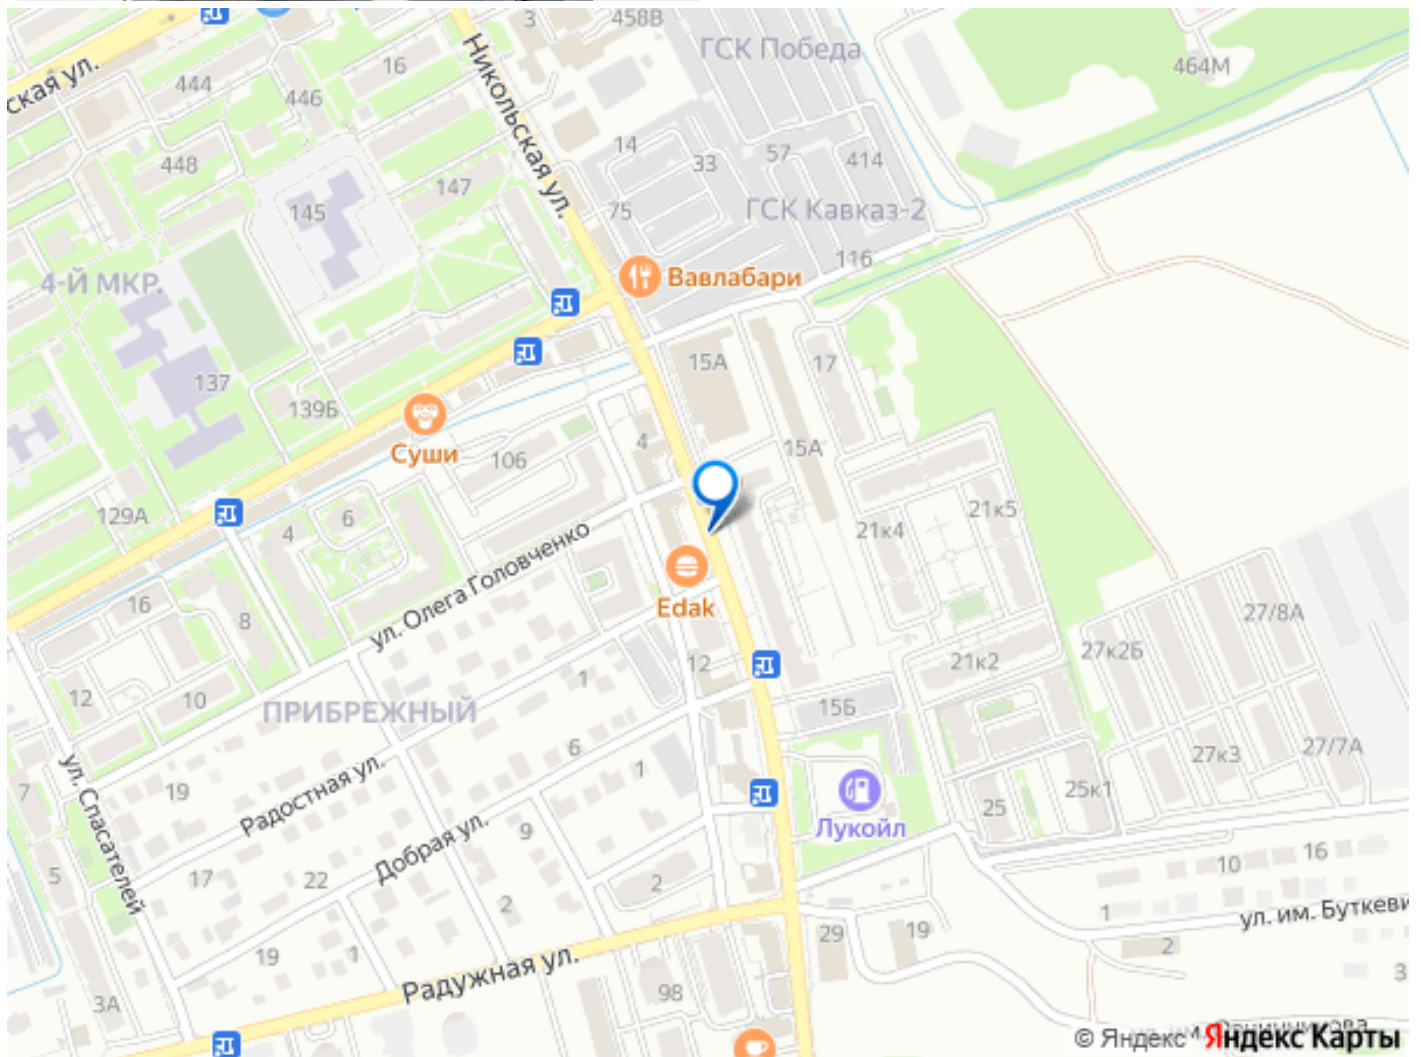 3
458В
ГСК Победа
464М
ская ул.
444
16
446
Никольская ул.
448
147
145
14
33
57
414
75
ГСК Кавказ-2
116
4-Й МКР.
Вавлабари
137
139Б
15А
17
Суши
106
4
15А
129А
4
6
21к4
21к5
ул. Олега Головченко
Edak
16
8
12
10
ПРИБРЕЖНЫЙ
1
12
21к2
27к2Б
27/8А
15Б
6
1
27к3
27/7А
7
ул. Спасателей
19
Радостная ул.
25
25к1
Лукойл
Добрая ул.
9
5
17
22
2
2
10
16
1
ул. им. Буткеви
19
1
29
19
2
3
3А
Радужная ул.
98
© Яндекс
Яндекс Карты